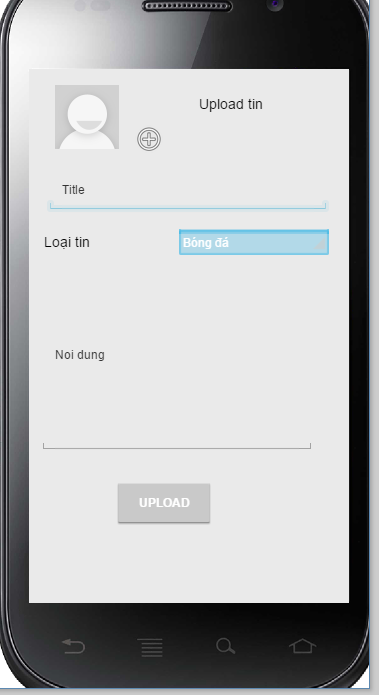 Upload tin
Title
Loại tin
Bóng đá
Noi dung
UPLOAD